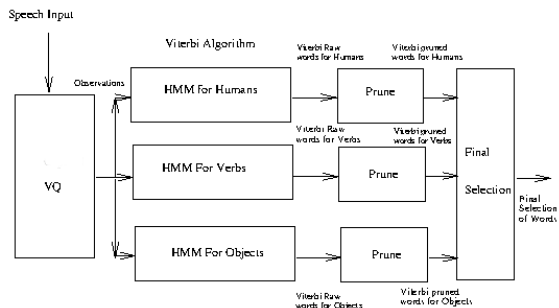 Speech Input
Viterbi Algorithm
Observations
VQ
HMM For Humans
Viterbi Raw
words for Humans
Prune
Viterbi pruned
words for Humans
HMM For Verbs
Viterbi Raw
words for Verbs
Prune
Viterbi pruned
words for Verbs
HMM For Objects
Viterbi Raw
words for Objects
Prune
Viterbi pruned
words for Objects
Final
Selection
Final
Selection
of Words